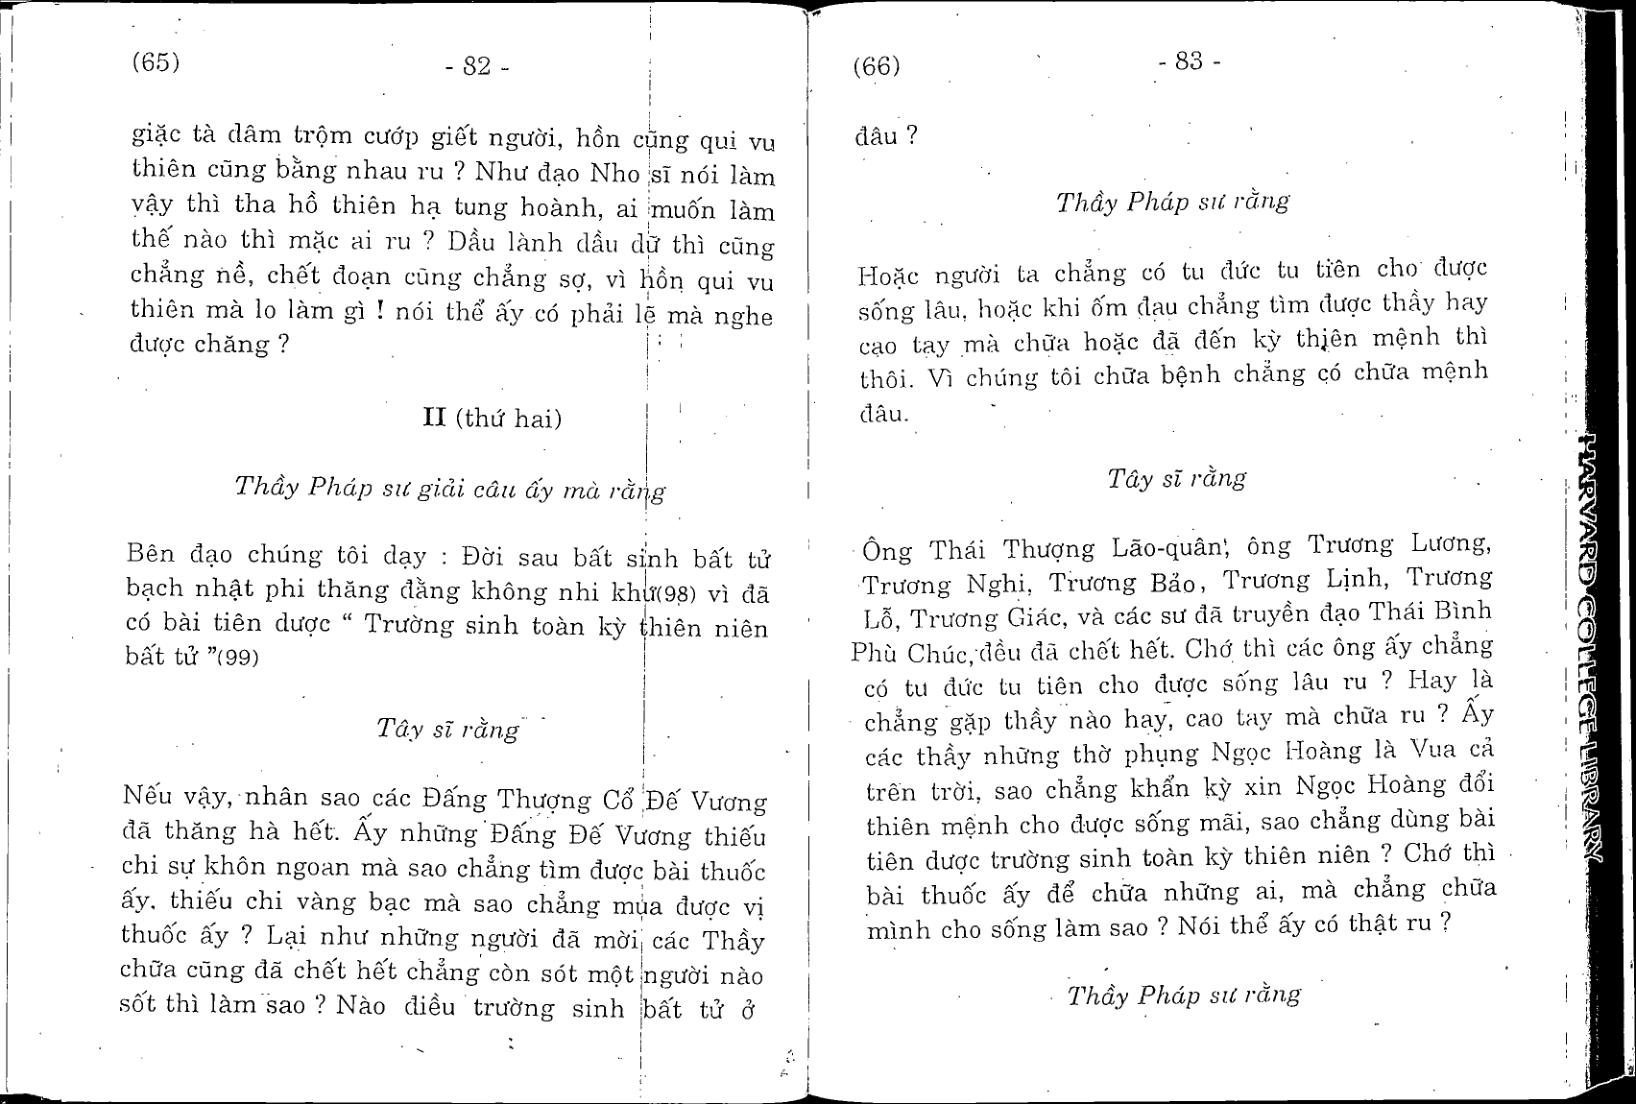 (65)
- 82 -
giặc tà dâm trộm cướp giết người, hồn cũng qui vu
thiên cũng bằng nhau ru ? Như đạo Nho sĩ nói làm
vậy thì tha hồ thiên hạ tung hoành, ai muốn làm
thế nào thì mặc ai ru ? Dầu lành dầu dữ thì cũng
chẳng nề, chết đoạn cũng chẳng sợ, vì hồn qui vu
thiên mà lo làm gì ! nói thể ấy có phải lẽ mà nghe
được chăng ?
II (thứ hai)
Thầy Pháp sư giải câu ấy mà rằng
Bên đạo chúng tôi dạy : Đời sau bất sinh bất tử
bạch nhật phi thăng đằng không nhi khứ(98) vì đã
có bài tiên dược “ Trường sinh toàn kỳ thiên niên
bất tử ”(99)
Tây sĩ rằng
Nếu vậy, nhân sao các Đấng Thượng Cổ Đế Vương
đã thăng hà hết. Ấy những Đấng Đế Vương thiếu
chi sự khôn ngoan mà sao chẳng tìm được bài thuốc
ấy. thiếu chi vàng bạc mà sao chẳng mua được vị
thuốc ấy ? Lại như những người đã mời các Thầy
chữa cũng đã chết hết chẳng còn sót một người nào
sốt thì làm sao ? Nào điều trường sinh bất tử ở
(66)
- 83 -
đâu ?
Thầy Pháp sư rằng
Hoặc người ta chẳng có tu đức tu tiên cho được
sống lâu, hoặc khi ốm đau chẳng tìm được thầy hay
cao tay mà chữa hoặc đã đến kỳ thiên mệnh thì
thôi. Vì chúng tôi chữa bệnh chẳng có chữa mệnh
đâu.
Tây sĩ rằng
Ông Thái Thượng Lão-quân, ông Trương Lương,
Trương Nghi, Trương Bảo, Trương Lịnh, Trương
Lỗ, Trương Giác, và các sư đã truyền đạo Thái Bình
Phù Chúc, đều đã chết hết. Chớ thì các ông ấy chẳng
có tu đức tu tiên cho được sống lâu ru ? Hay là
chẳng gặp thầy nào hay, cao tay mà chữa ru ? Ấy
các thầy những thờ phụng Ngọc Hoàng là Vua cả
trên trời, sao chẳng khẩn kỳ xin Ngọc Hoàng đổi
thiên mệnh cho được sống mãi, sao chẳng dùng bài
tiên dược trường sinh toàn kỳ thiên niên ? Chớ thì
bài thuốc ấy để chữa những ai, mà chẳng chữa
mình cho sống làm sao ? Nói thể ấy có thật ru ?
Thầy Pháp sư rằng
HARVARD COLLEGE LIBRARY